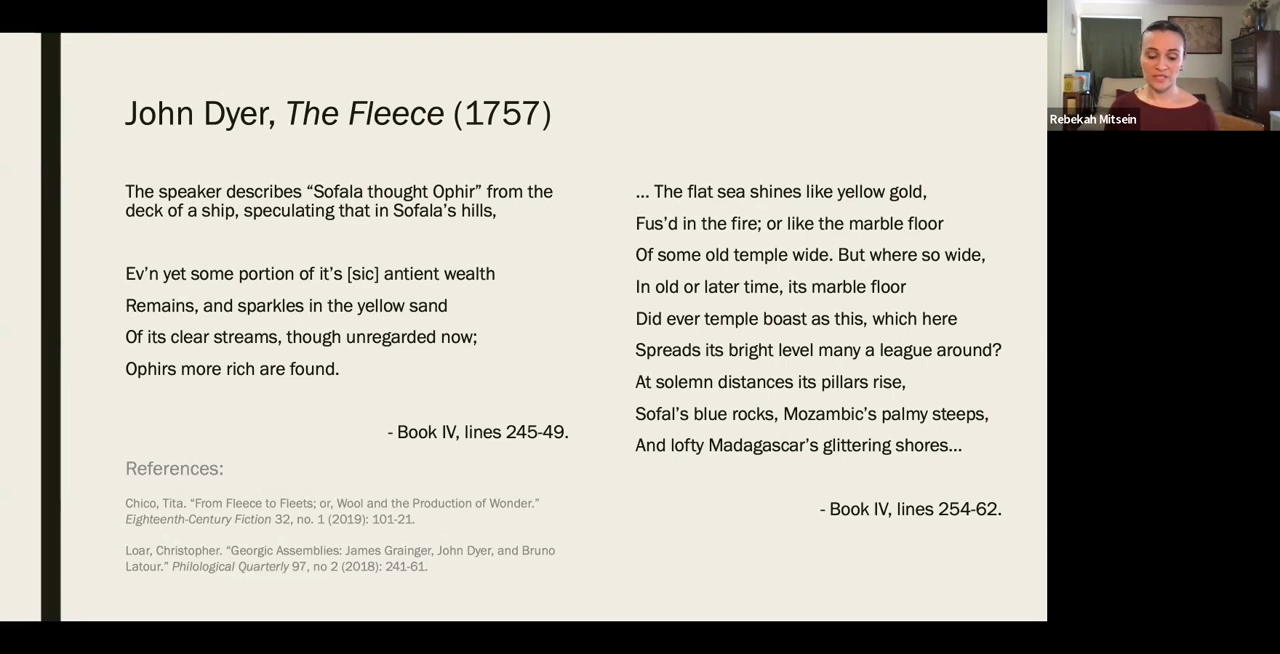 John Dyer, The Fleece (1757)
The speaker describes “Sofala thought Ophir” from the
deck of a ship, speculating that in Sofala’s hills,
Ev’n yet some portion of it’s [sic] antient wealth
Remains, and sparkles in the yellow sand
Of its clear streams, though unregarded now;
Ophirs more rich are found.
- Book IV, lines 245-49.
References:
Chico, Tita. “From Fleece to Fleets; or, Wool and the Production of Wonder.”
Eighteenth-Century Fiction 32, no. 1 (2019): 101-21.
Loar, Christopher. “Georgic Assemblies: James Grainger, John Dyer, and Bruno
Latour.” Philological Quarterly 97, no 2 (2018): 241-61.
... The flat sea shines like yellow gold,
Fus’d in the fire; or like the marble floor
Of some old temple wide. But where so wide,
In old or later time, its marble floor
Did ever temple boast as this, which here
Spreads its bright level many a league around?
At solemn distances its pillars rise,
Sofal’s blue rocks, Mozambic’s palmy steeps,
And lofty Madagascar’s glittering shores...
- Book IV, lines 254-62.
Rebekah Mitsein